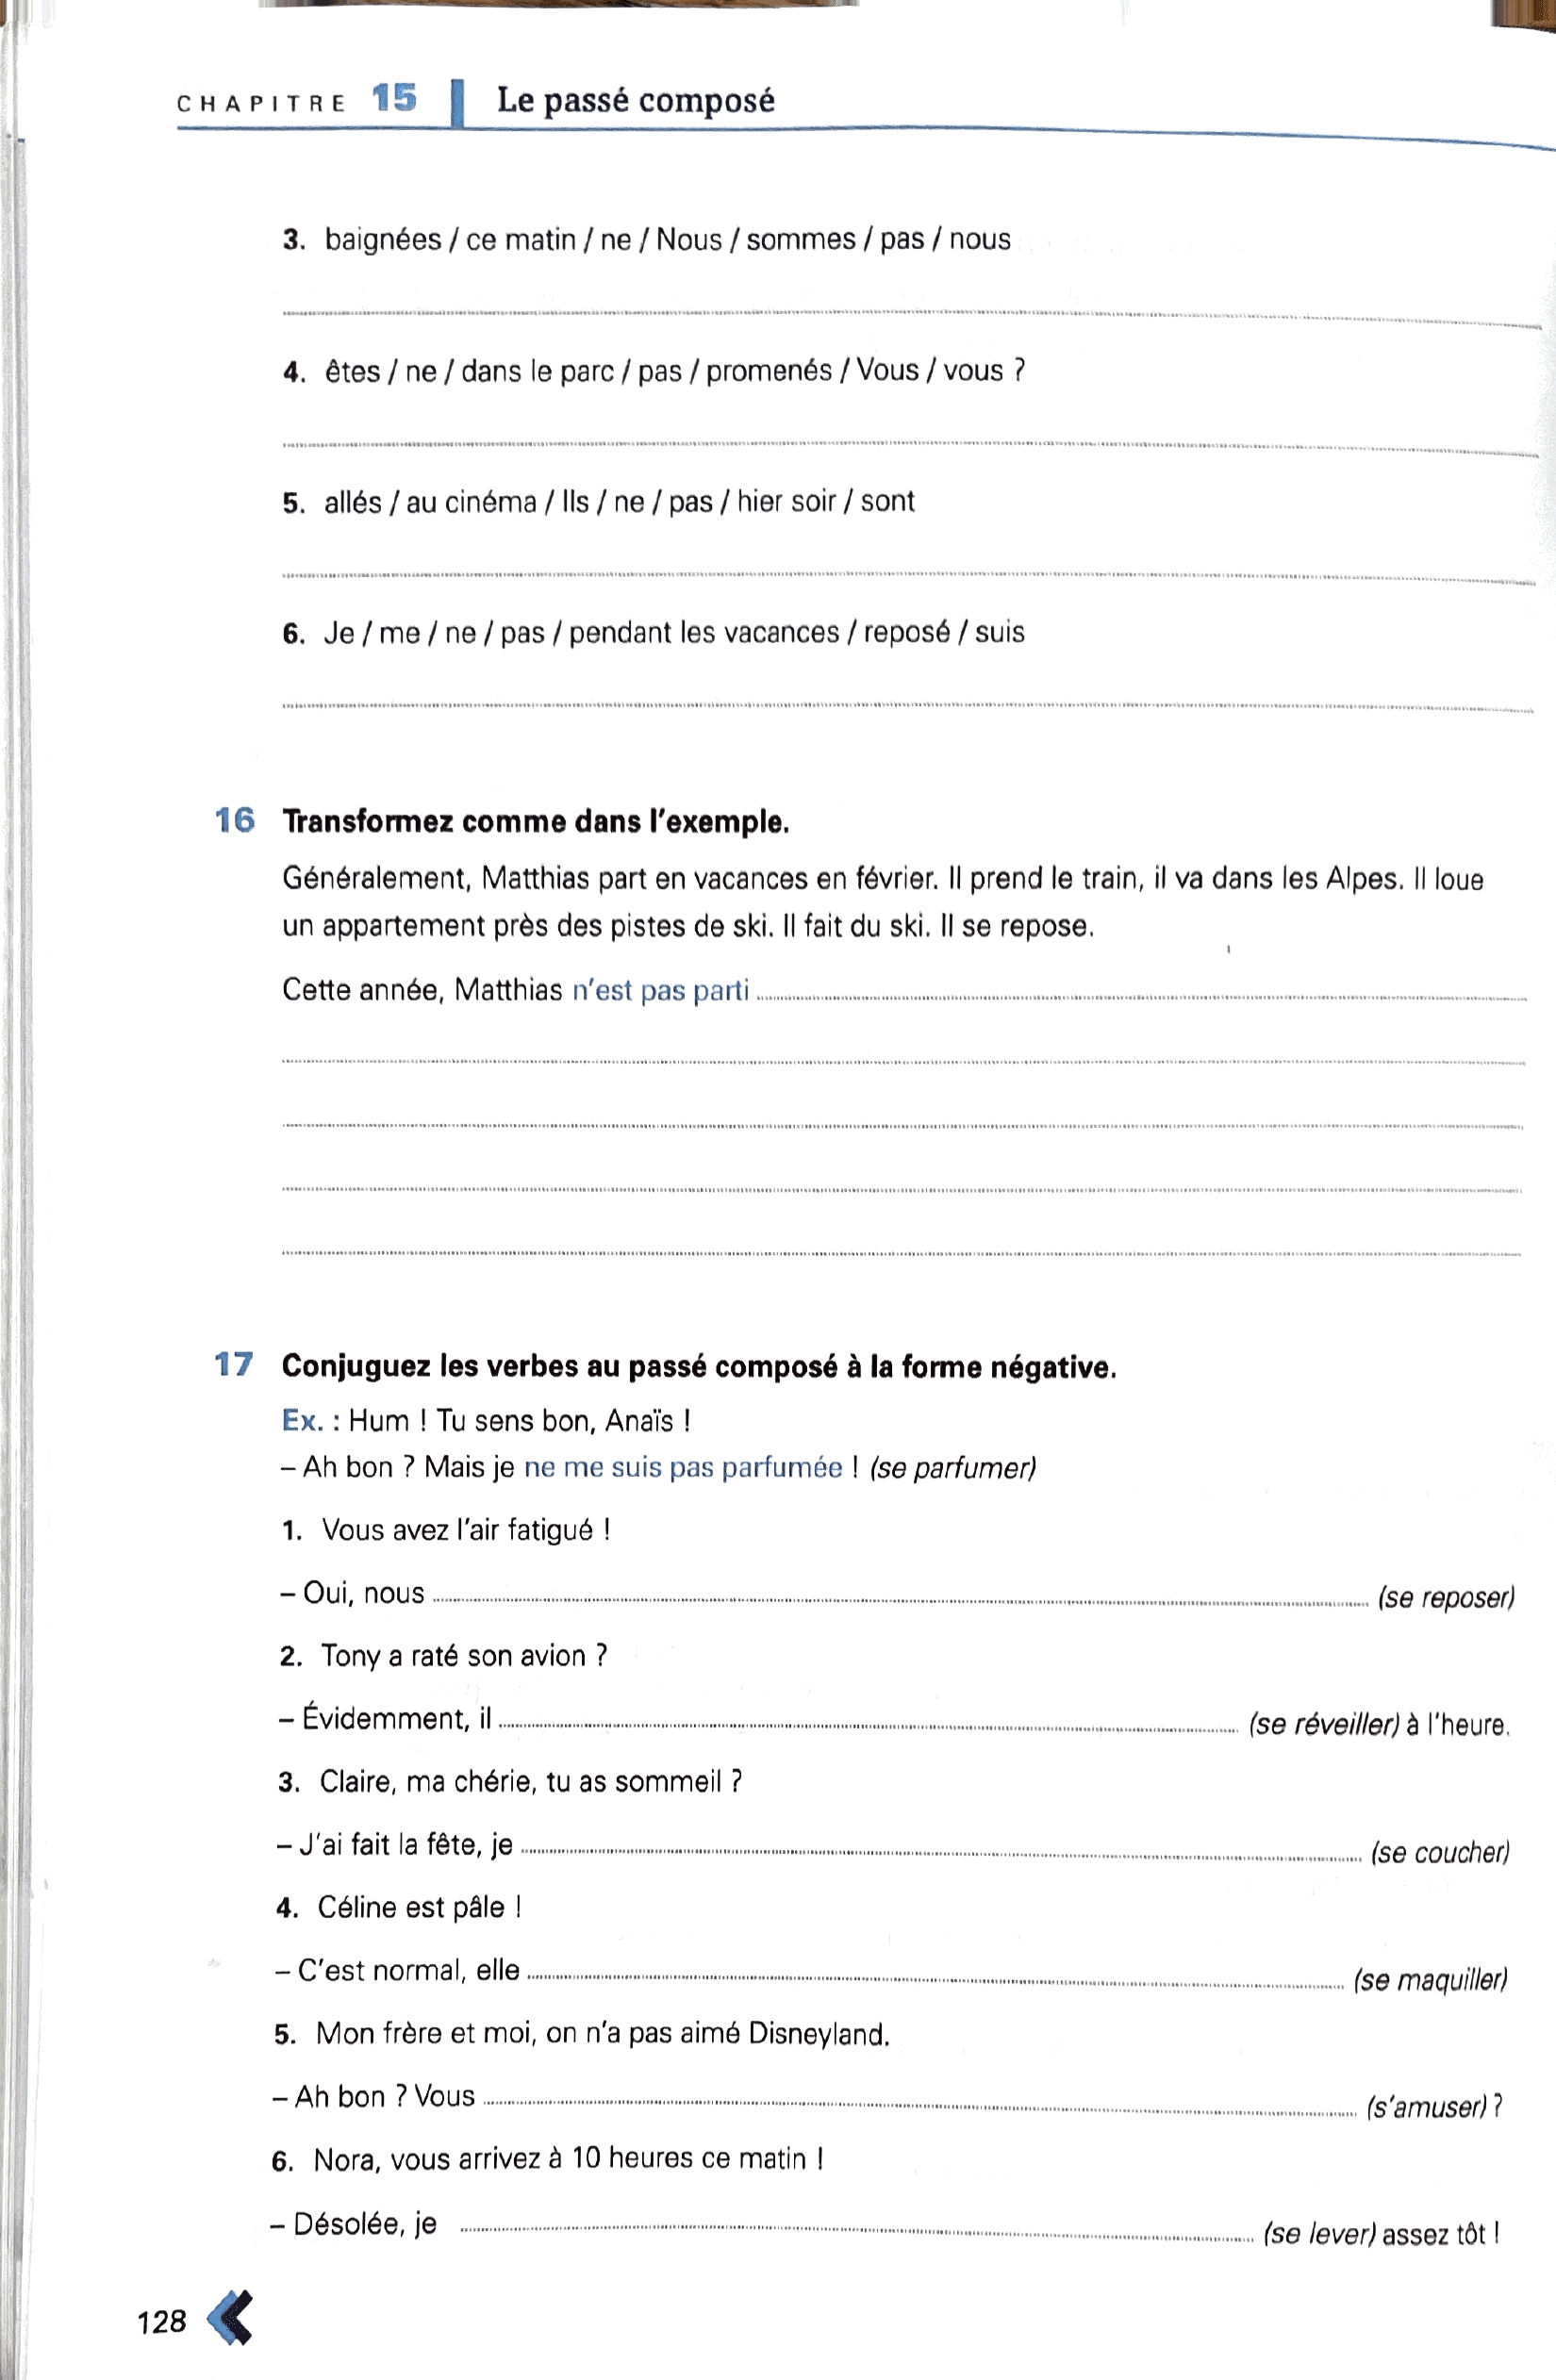 CHAPITRE 15 Le passé composé
3. baignées / ce matin / ne / Nous / sommes / pas / nous
4. êtes / ne / dans le parc / pas / promenés / Vous / vous ?
5. allés / au cinéma / Ils / ne / pas / hier soir / sont
6. Je / me / ne / pas / pendant les vacances / reposé / suis
16 Transformez comme dans l'exemple.
Généralement, Matthias part en vacances en février. Il prend le train, il va dans les Alpes. Il loue
un appartement près des pistes de ski. Il fait du ski. Il se repose.
Cette année, Matthias n'est pas parti
17 Conjuguez les verbes au passé composé à la forme négative.
Ex. : Hum ! Tu sens bon, Anaïs !
– Ah bon ? Mais je ne me suis pas parfumée ! (se parfumer)
1. Vous avez l'air fatigué !
– Oui, nous (se reposer)
2. Tony a raté son avion ?
– Évidemment, il (se réveiller) à l'heure.
3. Claire, ma chérie, tu as sommeil ?
– J'ai fait la fête, je (se coucher)
4. Céline est pâle !
– C'est normal, elle (se maquiller)
5. Mon frère et moi, on n'a pas aimé Disneyland.
– Ah bon ? Vous (s'amuser) ?
6. Nora, vous arrivez à 10 heures ce matin !
– Désolée, je (se lever) assez tôt !
128